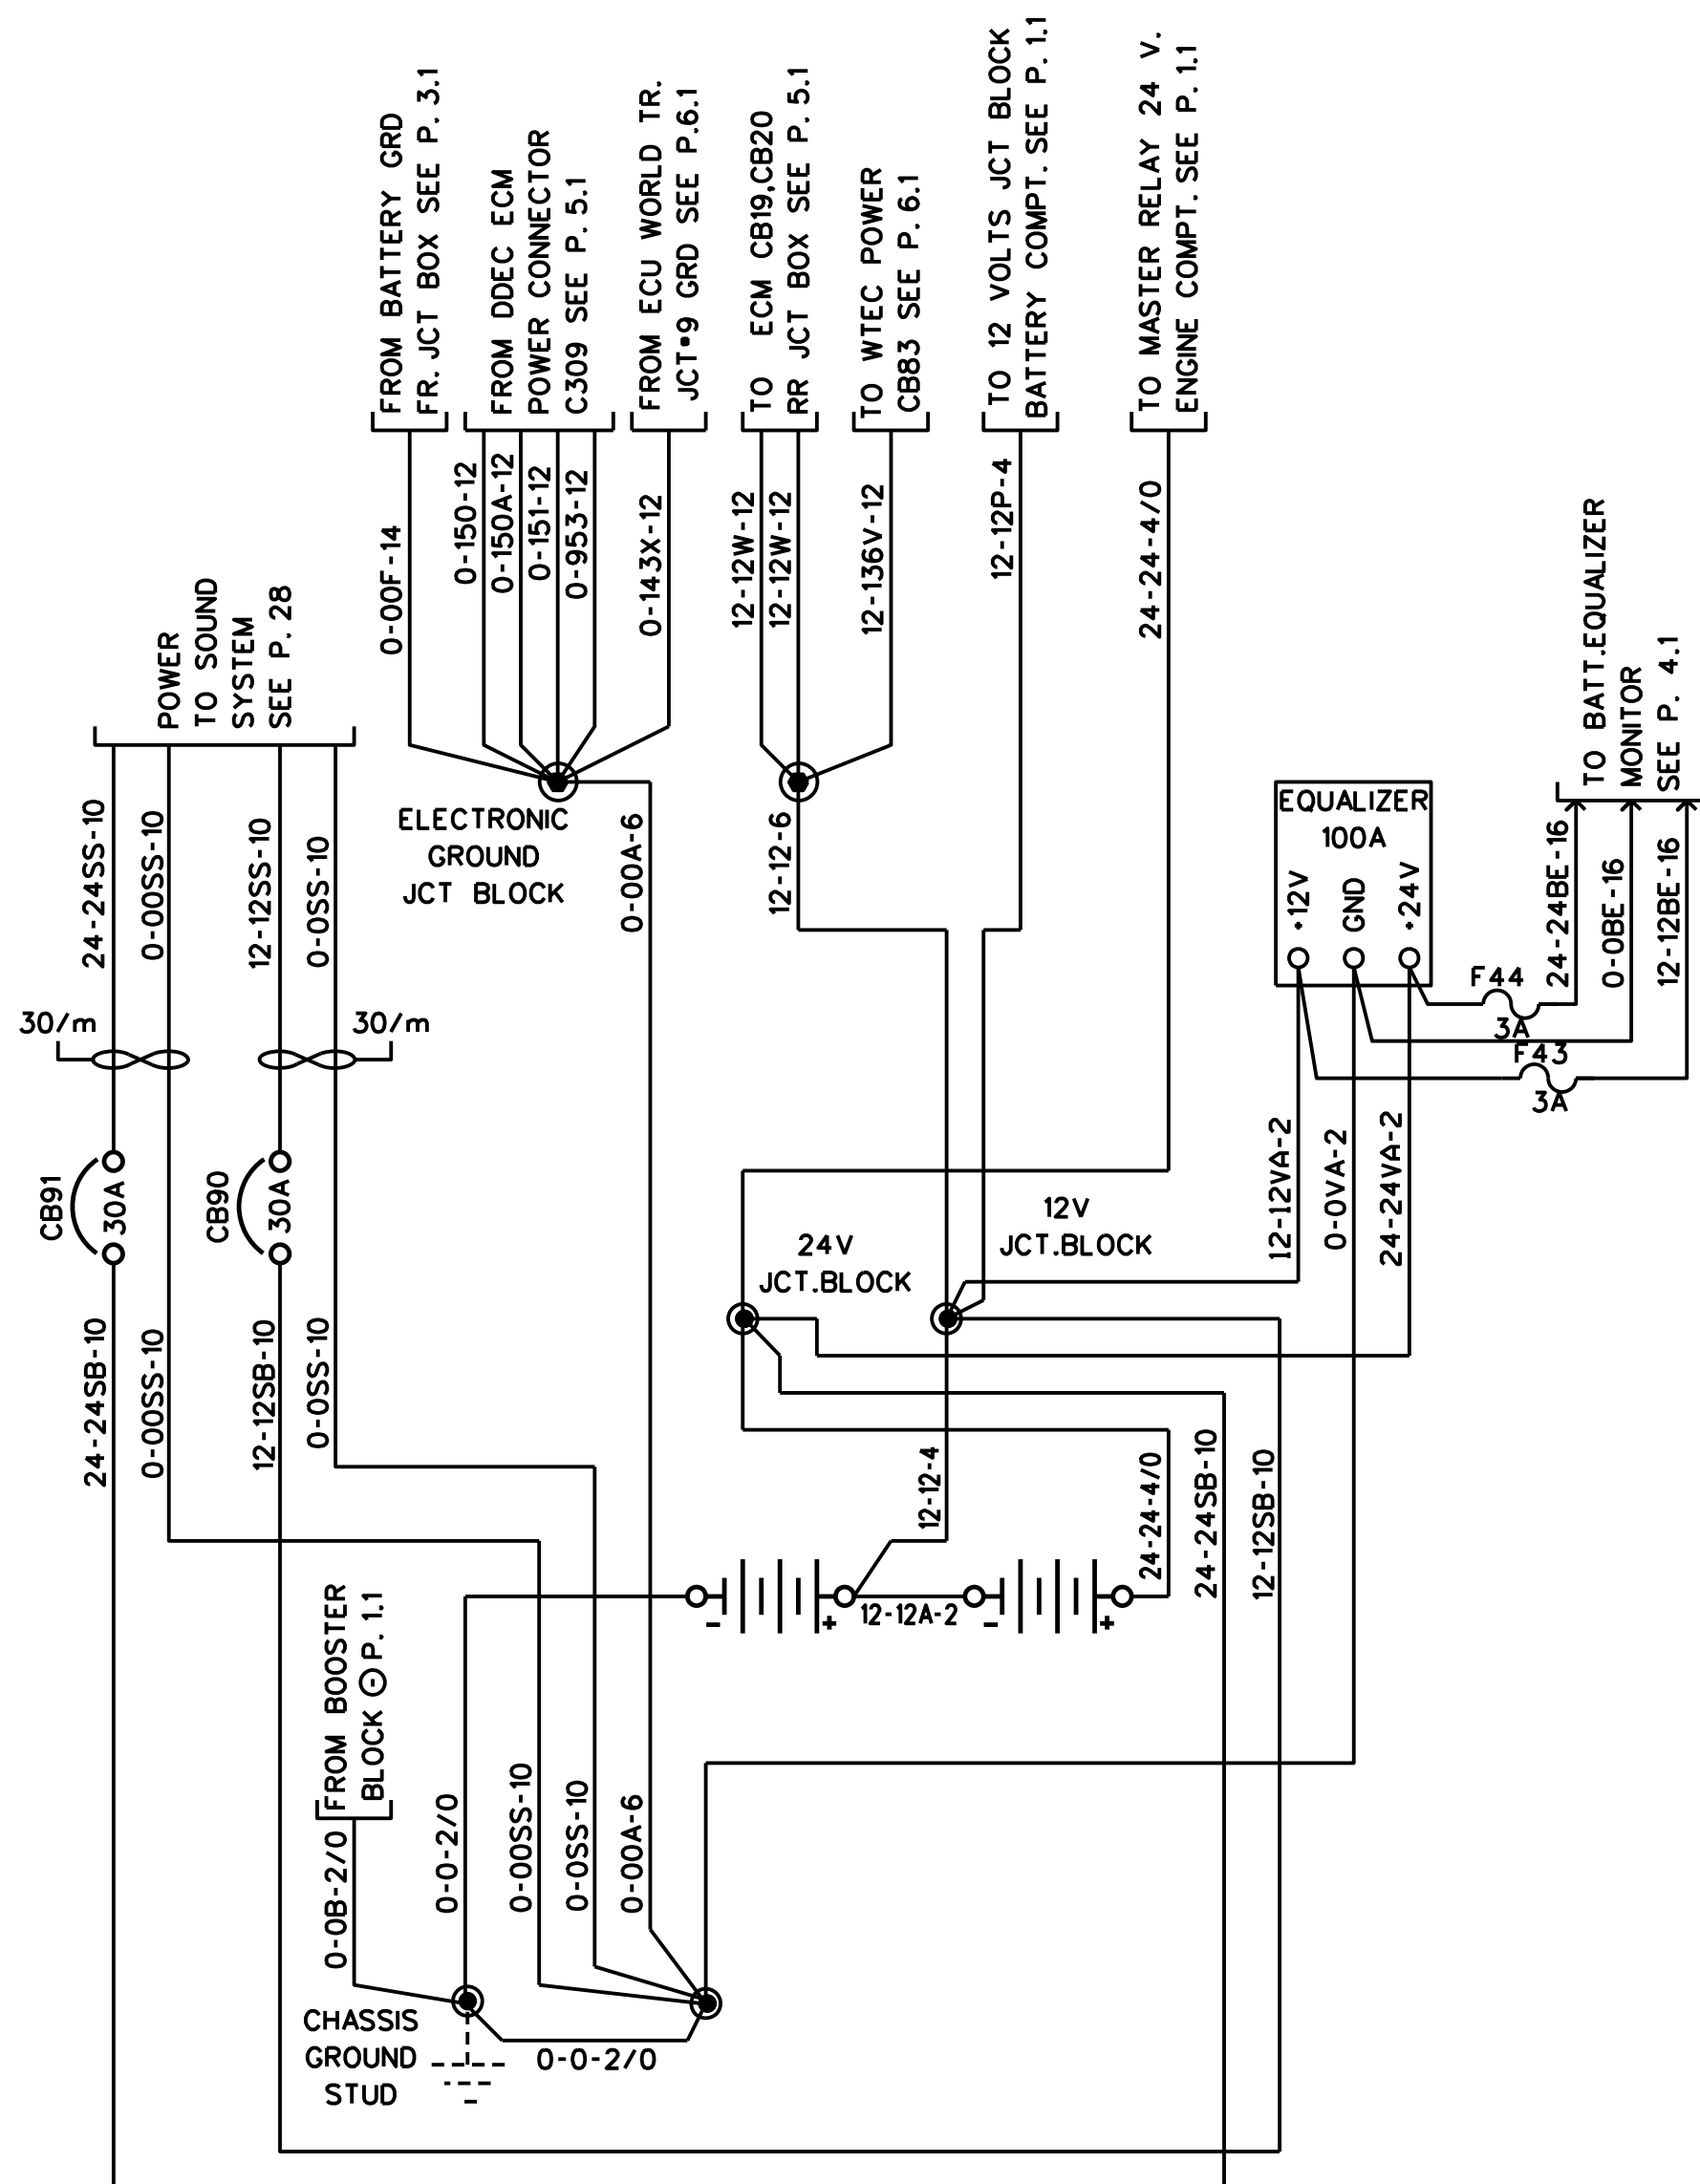 FROM BATTERY GRD
FR.JCT BOX SEE P. 3.1
FROM DDEC ECM
POWER CONNECTOR
C309 SEE P. 5.1
FROM ECU WORLD TR.
JCT#9 GRD SEE P.6.1
TO ECM CB19,CB20
RR JCT BOX SEE P. 5.1
TO WTEC POWER
CB83 SEE P. 6.1
TO 12 VOLTS JCT BLOCK
BATTERY COMPT.SEE P. 1.1
TO MASTER RELAY 24 V.
ENGINE COMPT.SEE P. 1.1
0-00F-14
0-150-12
0-150A-12
0-151-12
0-953-12
0-143X-12
12-12W-12
12-12W-12
12-136V-12
12-12P-4
24-24-4/0
POWER
TO SOUND
SYSTEM
SEE P. 28
TO BATT.EQUALIZER
MONITOR
SEE P. 4.1
ELECTRONIC
GROUND
JCT BLOCK
24-24SS-10
0-00SS-10
12-12SS-10
0-0SS-10
0-00A-6
12-12-6
EQUALIZER
100A
+12V
GND
+24V
24-24BE-16
0-0BE-16
12-12BE-16
F44
3A
F43
3A
30/m
30/m
CB91
30A
CB90
30A
12-12VA-2
0-0VA-2
24-24VA-2
12V
JCT.BLOCK
24V
JCT.BLOCK
24-24SB-10
0-00SS-10
12-12SB-10
0-0SS-10
12-12-4
24-24-4/0
24-24SB-10
12-12SB-10
-
+
12-12A-2
-
+
FROM BOOSTER
BLOCK ⊖ P. 1.1
0-0B-2/0
0-0-2/0
0-00SS-10
0-0SS-10
0-00A-6
CHASSIS
GROUND
STUD
0-0-2/0